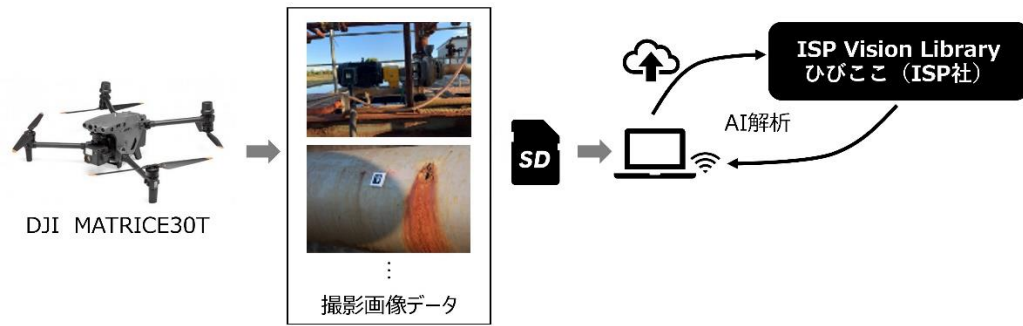 DJI MATRICE30T
⋮
撮影画像データ
SD
AI解析
ISP Vision Library
ひびここ（ISP社）